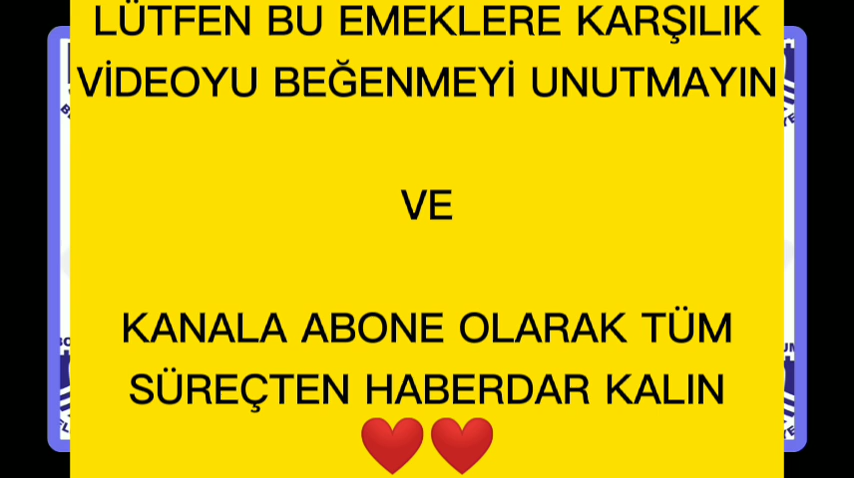 LÜTFEN BU EMEKLERE KARŞILIK
VİDEOYU BEĞENMEYİ UNUTMAYIN
VE
KANALA ABONE OLARAK TÜM
SÜREÇTEN HABERDAR KALIN